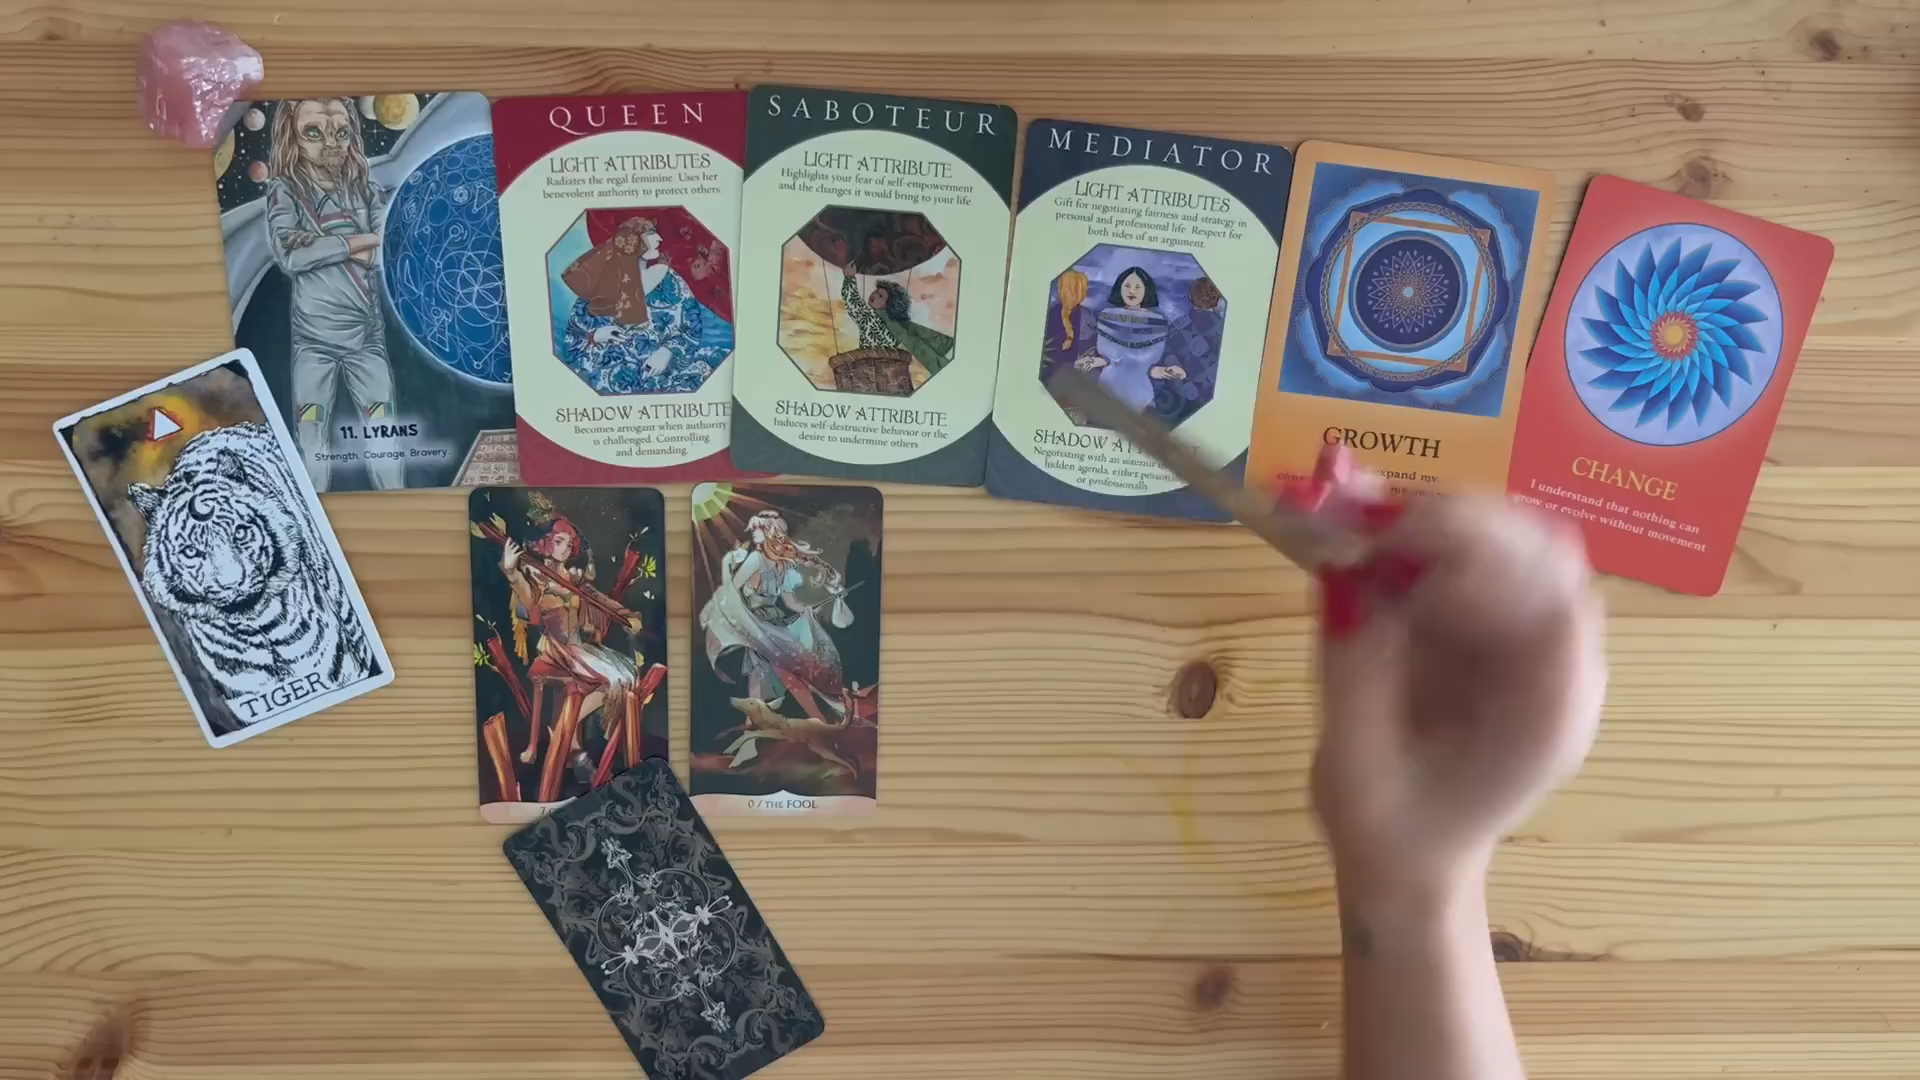 11. LYRANS
Strength. Courage. Bravery
QUEEN
LIGHT ATTRIBUTES
Radiates the regal feminine. Uses her
benevolent authority to protect others.
SHADOW ATTRIBUTE
Becomes arrogant when authority
is challenged. Controlling
and demanding.
SABOTEUR
LIGHT ATTRIBUTE
Highlights your fear of self-empowerment
and the changes it would bring to your life.
SHADOW ATTRIBUTE
Induces self-destructive behavior or the
desire to undermine others
MEDIATOR
LIGHT ATTRIBUTES
Gift for negotiating fairness and strategy in
personal and professional life. Respect for
both sides of an argument.
SHADOW
Negotiating with an
hidden agenda, either
or professionally.
GROWTH
expand my
CHANGE
I understand that nothing can
grow or evolve without movement
TIGER
7
0 / THE FOOL